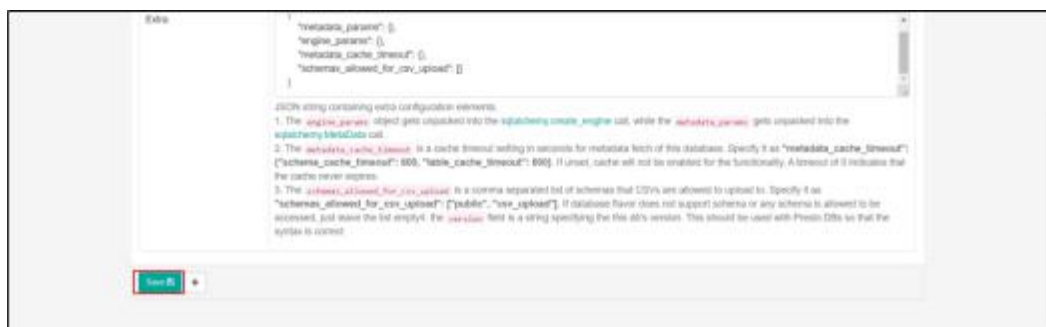 Extra
{
"metadata_params": {},
"engine_params": {},
"metadata_cache_timeout": {},
"schemas_allowed_for_csv_upload": []
}
JSON string containing extra configuration elements.
1. The engine_params object gets unpacked into the sqlalchemy.create_engine call, while the metadata_params gets unpacked into the
sqlalchemy.MetaData call.
2. The metadata_cache_timeout is a cache timeout setting in seconds for metadata fetch of this database. Specify it as "metadata_cache_timeout":
{"schema_cache_timeout": 600, "table_cache_timeout": 600}. If unset, cache will not be enabled for the functionality. A timeout of 0 indicates that
the cache never expires.
3. The schemas_allowed_for_csv_upload is a comma separated list of schemas that CSVs are allowed to upload to. Specify it as
"schemas_allowed_for_csv_upload": ["public", "csv_upload"]. If database flavor does not support schema or any schema is allowed to be
accessed, just leave the list empty4. the version field is a string specifying the this db's version. This should be used with Presto DBs so that the
syntax is correct
Save